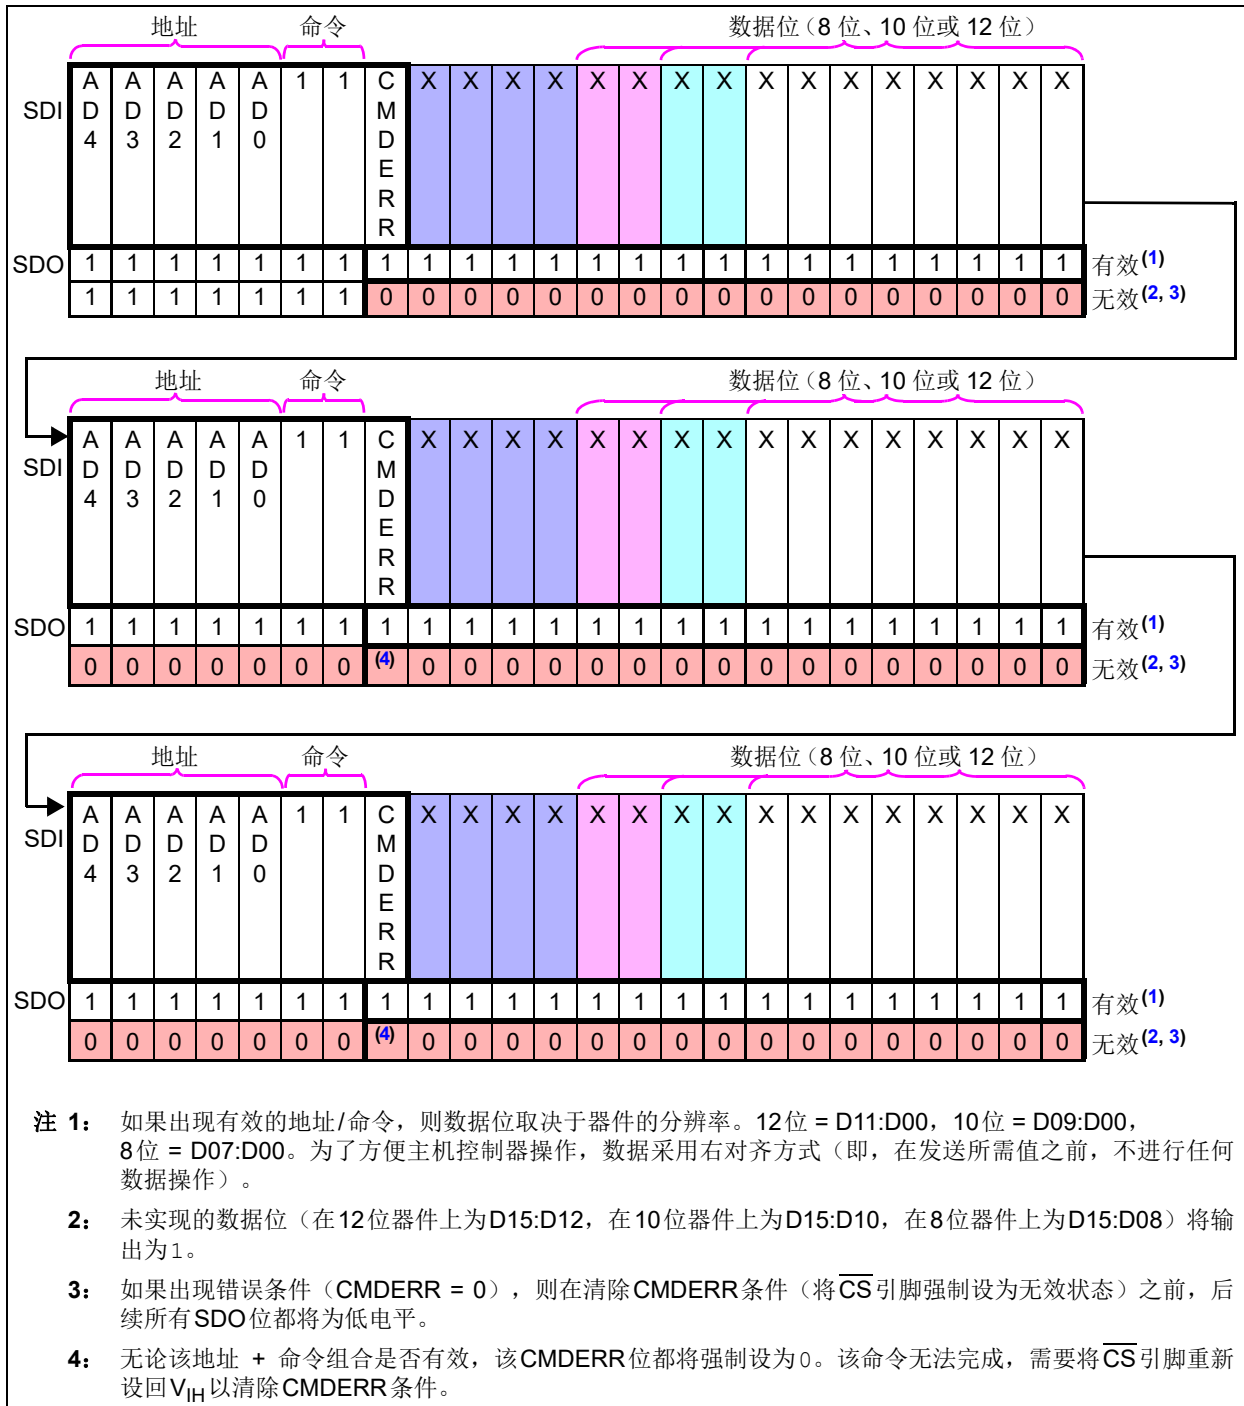 地址 命令 数据位（8 位、10 位或 12 位）
SDI AD4 AD3 AD2 AD1 AD0 1 1 CMDERR X X X X X X X X X X X X X X X X
SDO 1 1 1 1 1 1 1 1 1 1 1 1 1 1 1 1 1 1 1 1 1 1 1 1 有效(1)
1 1 1 1 1 1 1 0 0 0 0 0 0 0 0 0 0 0 0 0 0 0 0 0 无效(2, 3)
地址 命令 数据位（8 位、10 位或 12 位）
SDI AD4 AD3 AD2 AD1 AD0 1 1 CMDERR X X X X X X X X X X X X X X X X
SDO 1 1 1 1 1 1 1 1 1 1 1 1 1 1 1 1 1 1 1 1 1 1 1 1 有效(1)
0 0 0 0 0 0 0 (4) 0 0 0 0 0 0 0 0 0 0 0 0 0 0 0 0 无效(2, 3)
地址 命令 数据位（8 位、10 位或 12 位）
SDI AD4 AD3 AD2 AD1 AD0 1 1 CMDERR X X X X X X X X X X X X X X X X
SDO 1 1 1 1 1 1 1 1 1 1 1 1 1 1 1 1 1 1 1 1 1 1 1 1 有效(1)
0 0 0 0 0 0 0 (4) 0 0 0 0 0 0 0 0 0 0 0 0 0 0 0 0 无效(2, 3)
注 1： 如果出现有效的地址/命令，则数据位取决于器件的分辨率。12位 = D11:D00，10位 = D09:D00，
8位 = D07:D00。为了方便主机控制器操作，数据采用右对齐方式（即，在发送所需值之前，不进行任何
数据操作）。
2： 未实现的数据位（在12位器件上为D15:D12，在10位器件上为D15:D10，在8位器件上为D15:D08）将输
出为1。
3： 如果出现错误条件（CMDERR = 0），则在清除CMDERR条件（将C̅S̅引脚强制设为无效状态）之前，后
续所有SDO位都将为低电平。
4： 无论该地址 + 命令组合是否有效，该CMDERR位都将强制设为0。该命令无法完成，需要将C̅S̅引脚重新
设回VIH以清除CMDERR条件。